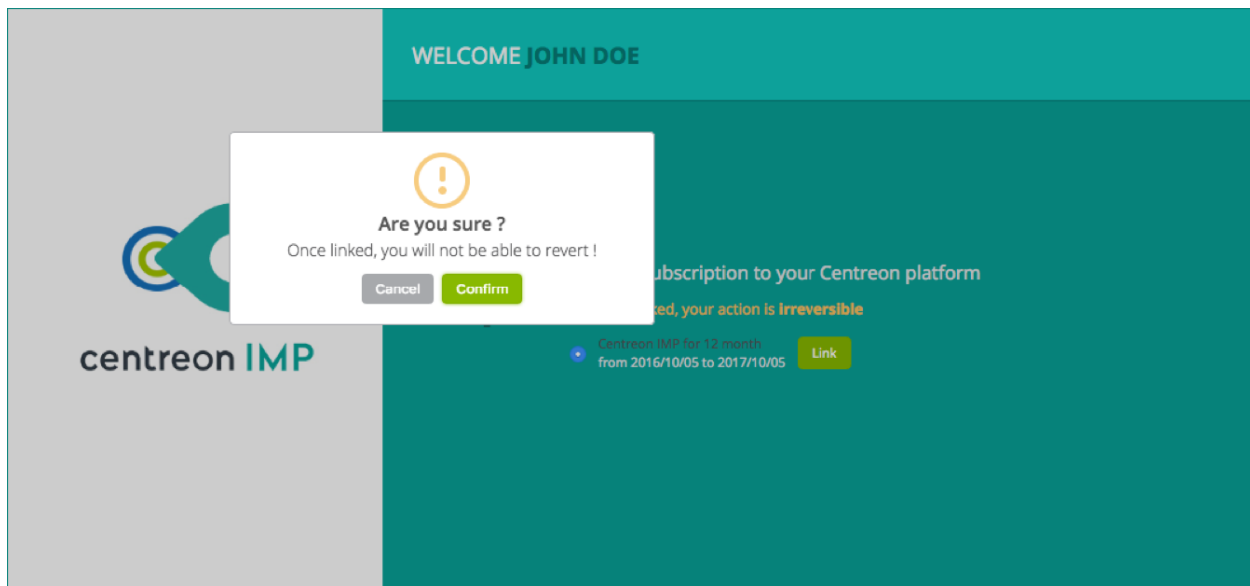 WELCOME JOHN DOE
Are you sure ?
Once linked, you will not be able to revert !
Cancel Confirm
to your Centreon platform
your action is irreversible
Centreon IMP for 12 month
from 2016/10/05 to 2017/10/05
Link
centreon IMP